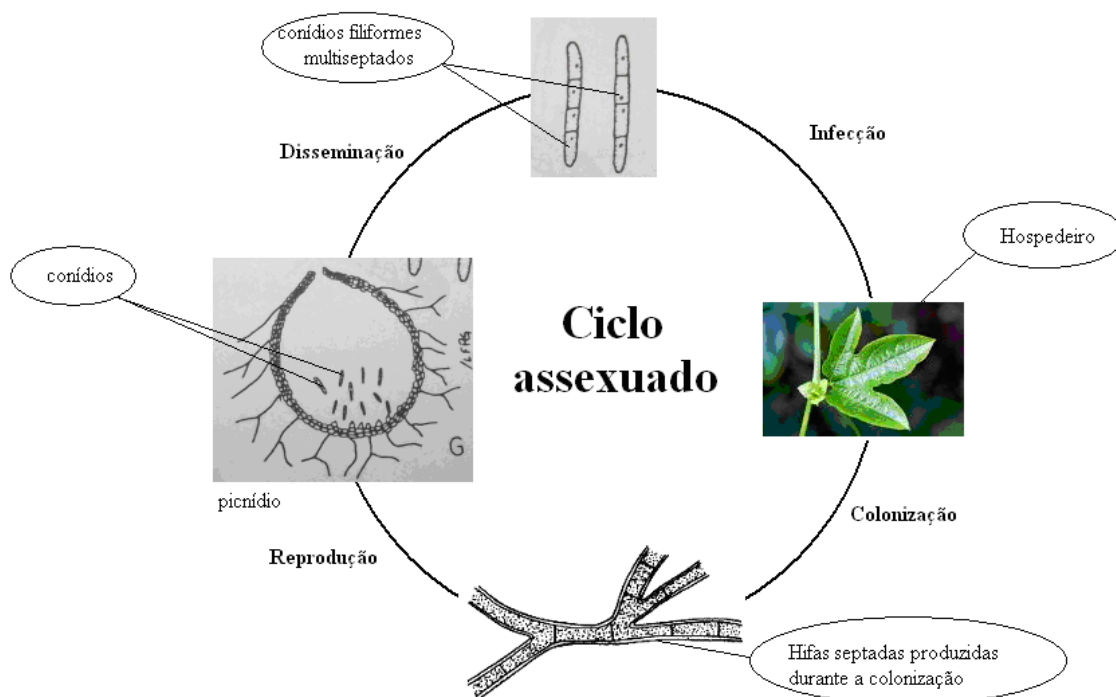 conídios filiformes
multiseptados
Disseminação
Infecção
Hospedeiro
conídios
Ciclo
assexuado
G
picnídio
Colonização
Reprodução
Hifas septadas produzidas
durante a colonização